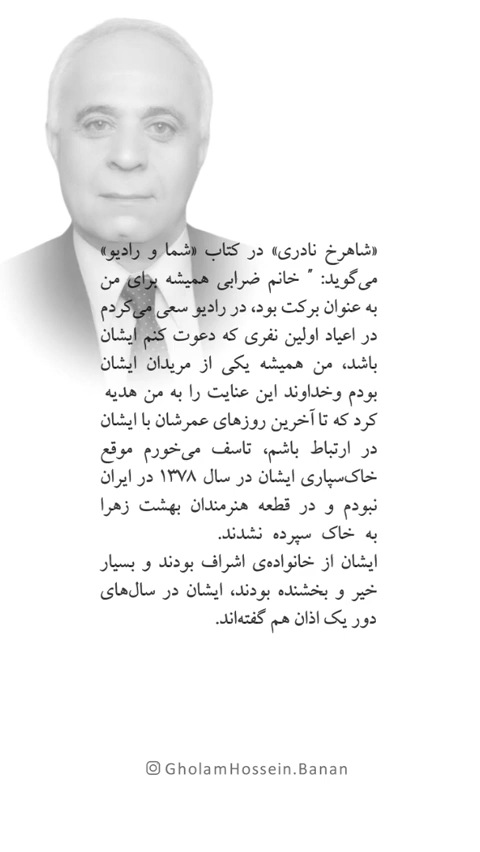 «شاهرخ نادری» در کتاب «شما و رادیو»
می‌گوید: " خانم ضرابی همیشه برای من
به عنوان برکت بود، در رادیو سعی می‌کردم
در اعیاد اولین نفری که دعوت کنم ایشان
باشد، من همیشه یکی از مریدان ایشان
بودم وخداوند این عنایت را به من هدیه
کرد که تا آخرین روزهای عمرشان با ایشان
در ارتباط باشم، تاسف می‌خورم موقع
خاک‌سپاری ایشان در سال ۱۳۷۸ در ایران
نبودم و در قطعه هنرمندان بهشت زهرا
به خاک سپرده نشدند.
ایشان از خانواده‌ی اشراف بودند و بسیار
خیر و بخشنده بودند، ایشان در سال‌های
دور یک اذان هم گفته‌اند.
GholamHossein.Banan